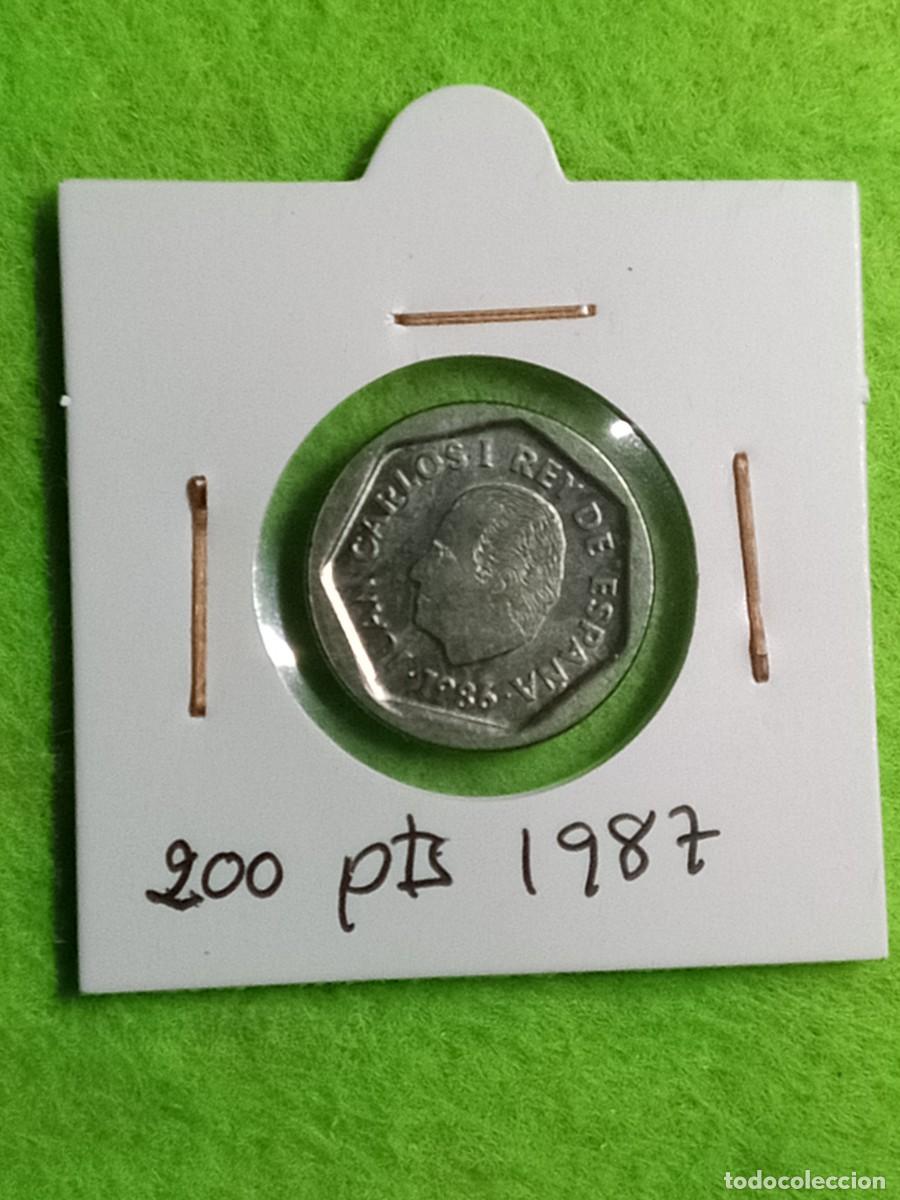 JUAN CARLOS I REY DE ESPAÑA
· 1986 ·
200 pts 1987
todocoleccion